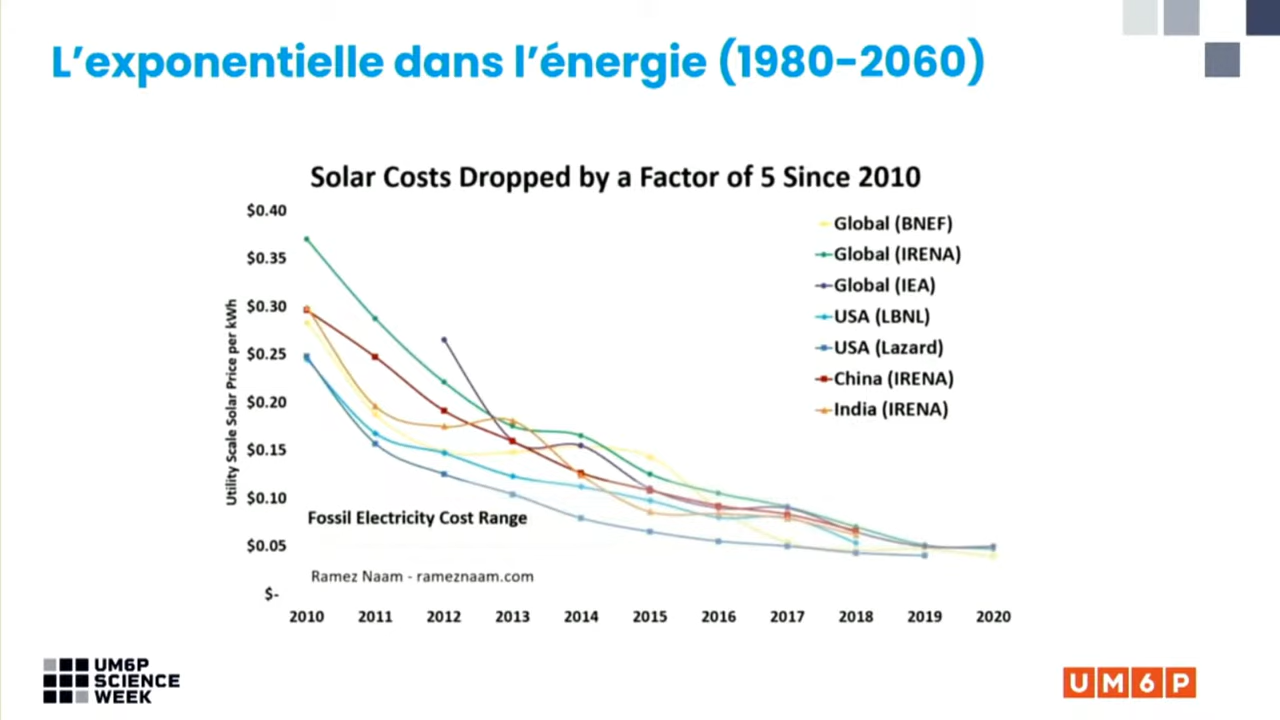 L’exponentielle dans l’énergie (1980-2060)
Solar Costs Dropped by a Factor of 5 Since 2010
Utility Scale Solar Price per kWh
$0.40
$0.35
$0.30
$0.25
$0.20
$0.15
$0.10
$0.05
$-
Global (BNEF)
Global (IRENA)
Global (IEA)
USA (LBNL)
USA (Lazard)
China (IRENA)
India (IRENA)
Fossil Electricity Cost Range
Ramez Naam - rameznaam.com
2010 2011 2012 2013 2014 2015 2016 2017 2018 2019 2020
UM6P
SCIENCE
WEEK
UM6P